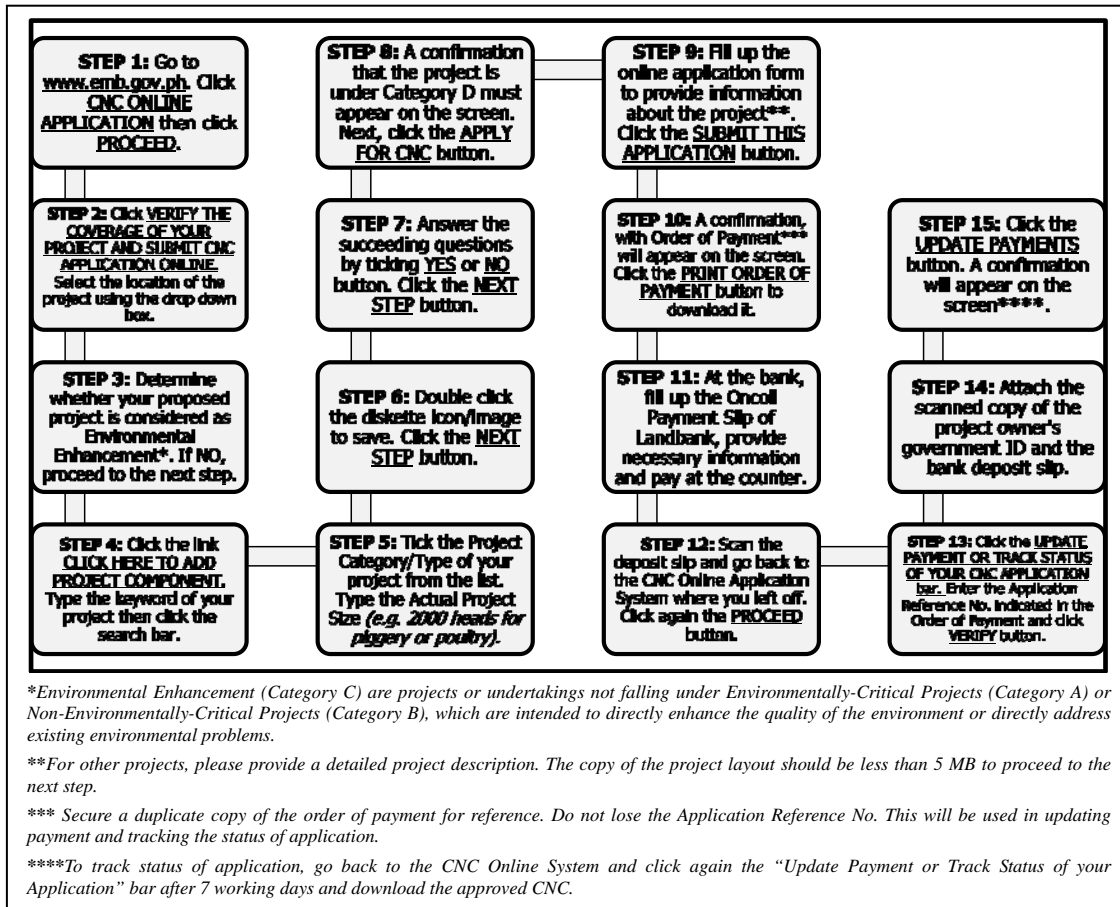 STEP 1: Go to
www.emb.gov.ph. Click
CNC ONLINE
APPLICATION then click
PROCEED.
STEP 2: Click VERIFY THE
COVERAGE OF YOUR
PROJECT AND SUBMIT CNC
APPLICATION ONLINE.
Select the location of the
project using the drop down
box.
STEP 3: Determine
whether your proposed
project is considered as
Environmental
Enhancement*. If NO,
proceed to the next step.
STEP 4: Click the link
CLICK HERE TO ADD
PROJECT COMPONENT.
Type the keyword of your
project then click the
search bar.
STEP 5: Tick the Project
Category/Type of your
project from the list.
Type the Actual Project
Size (e.g. 2000 heads for
piggery or poultry).
STEP 6: Double click
the diskette icon/image
to save. Click the NEXT
STEP button.
STEP 7: Answer the
succeeding questions
by ticking YES or NO
button. Click the NEXT
STEP button.
STEP 8: A confirmation
that the project is
under Category D must
appear on the screen.
Next, click the APPLY
FOR CNC button.
STEP 9: Fill up the
online application form
to provide information
about the project**.
Click the SUBMIT THIS
APPLICATION button.
STEP 10: A confirmation,
with Order of Payment***
will appear on the screen.
Click the PRINT ORDER OF
PAYMENT button to
download it.
STEP 11: At the bank,
fill up the Oncoll
Payment Slip of
Landbank, provide
necessary information
and pay at the counter.
STEP 12: Scan the
deposit slip and go back to
the CNC Online Application
System where you left off.
Click again the PROCEED
button.
STEP 13: Click the UPDATE
PAYMENT OR TRACK STATUS
OF YOUR CNC APPLICATION
bar. Enter the Application
Reference No. indicated in the
Order of Payment and click
VERIFY button.
STEP 14: Attach the
scanned copy of the
project owner's
government ID and the
bank deposit slip.
STEP 15: Click the
UPDATE PAYMENTS
button. A confirmation
will appear on the
screen****.
*Environmental Enhancement (Category C) are projects or undertakings not falling under Environmentally-Critical Projects (Category A) or
Non-Environmentally-Critical Projects (Category B), which are intended to directly enhance the quality of the environment or directly address
existing environmental problems.
**For other projects, please provide a detailed project description. The copy of the project layout should be less than 5 MB to proceed to the
next step.
*** Secure a duplicate copy of the order of payment for reference. Do not lose the Application Reference No. This will be used in updating
payment and tracking the status of application.
****To track status of application, go back to the CNC Online System and click again the “Update Payment or Track Status of your
Application” bar after 7 working days and download the approved CNC.